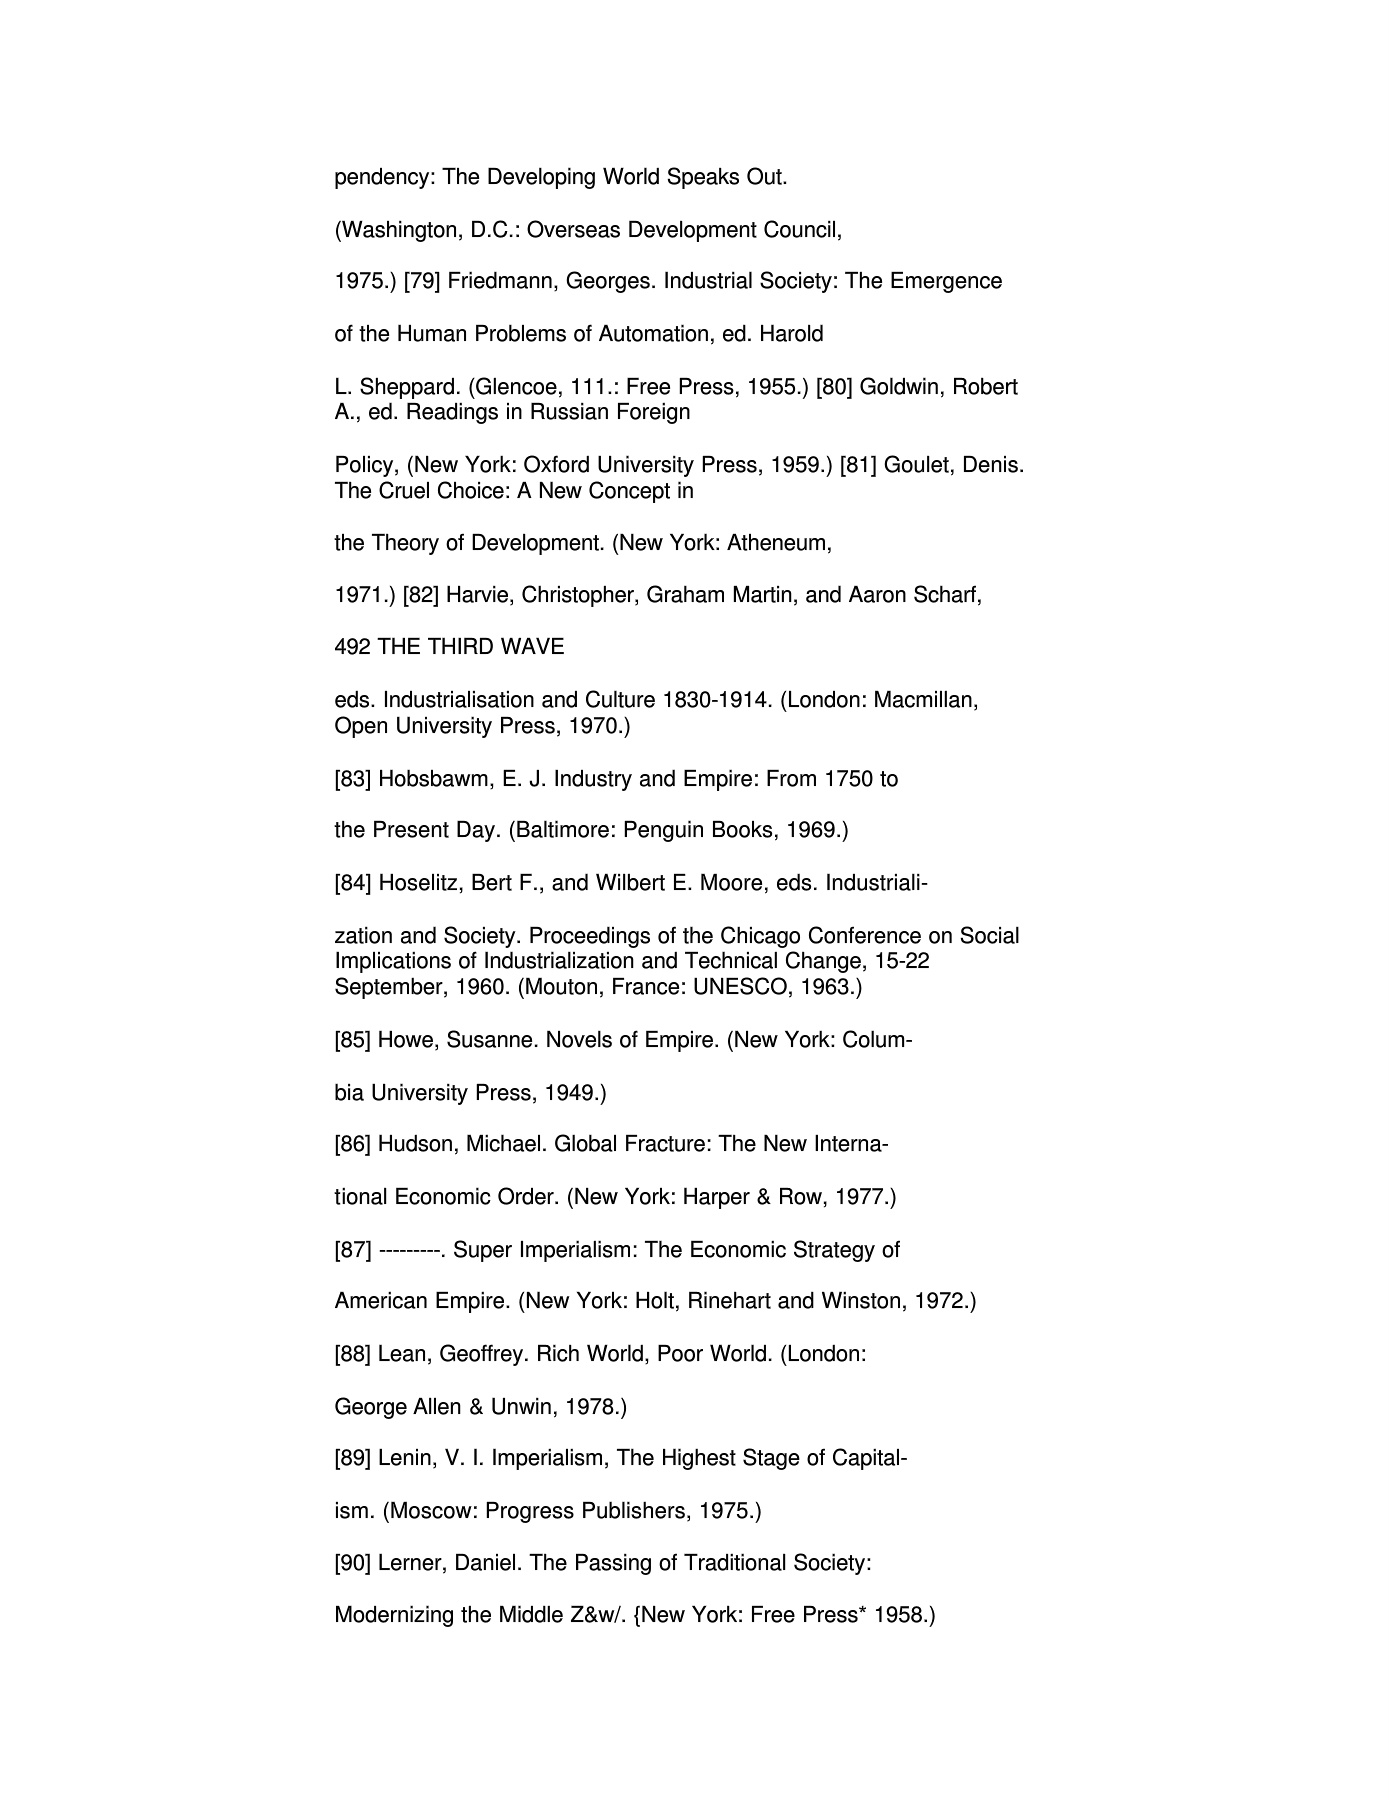 pendency: The Developing World Speaks Out.
(Washington, D.C.: Overseas Development Council,
1975.) [79] Friedmann, Georges. Industrial Society: The Emergence
of the Human Problems of Automation, ed. Harold
L. Sheppard. (Glencoe, 111.: Free Press, 1955.) [80] Goldwin, Robert
A., ed. Readings in Russian Foreign
Policy, (New York: Oxford University Press, 1959.) [81] Goulet, Denis.
The Cruel Choice: A New Concept in
the Theory of Development. (New York: Atheneum,
1971.) [82] Harvie, Christopher, Graham Martin, and Aaron Scharf,
492 THE THIRD WAVE
eds. Industrialisation and Culture 1830-1914. (London: Macmillan,
Open University Press, 1970.)
[83] Hobsbawm, E. J. Industry and Empire: From 1750 to
the Present Day. (Baltimore: Penguin Books, 1969.)
[84] Hoselitz, Bert F., and Wilbert E. Moore, eds. Industriali-
zation and Society. Proceedings of the Chicago Conference on Social
Implications of Industrialization and Technical Change, 15-22
September, 1960. (Mouton, France: UNESCO, 1963.)
[85] Howe, Susanne. Novels of Empire. (New York: Colum-
bia University Press, 1949.)
[86] Hudson, Michael. Global Fracture: The New Interna-
tional Economic Order. (New York: Harper & Row, 1977.)
[87] ---------. Super Imperialism: The Economic Strategy of
American Empire. (New York: Holt, Rinehart and Winston, 1972.)
[88] Lean, Geoffrey. Rich World, Poor World. (London:
George Allen & Unwin, 1978.)
[89] Lenin, V. I. Imperialism, The Highest Stage of Capital-
ism. (Moscow: Progress Publishers, 1975.)
[90] Lerner, Daniel. The Passing of Traditional Society:
Modernizing the Middle Z&w/. {New York: Free Press* 1958.)